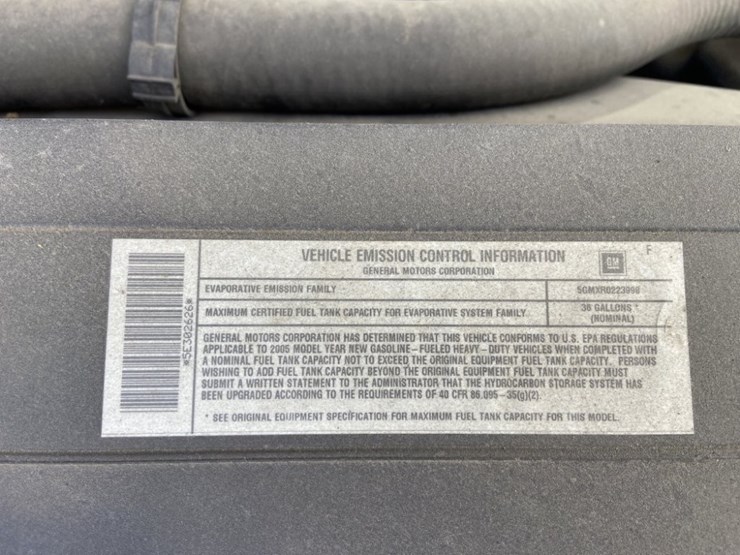 VEHICLE EMISSION CONTROL INFORMATION
GENERAL MOTORS CORPORATION
GM
F
EVAPORATIVE EMISSION FAMILY
5GMXR0223998
MAXIMUM CERTIFIED FUEL TANK CAPACITY FOR EVAPORATIVE SYSTEM FAMILY
36 GALLONS *
(NOMINAL)
GENERAL MOTORS CORPORATION HAS DETERMINED THAT THIS VEHICLE CONFORMS TO U.S. EPA REGULATIONS
APPLICABLE TO 2005 MODEL YEAR NEW GASOLINE-FUELED HEAVY-DUTY VEHICLES WHEN COMPLETED WITH
A NOMINAL FUEL TANK CAPACITY NOT TO EXCEED THE ORIGINAL EQUIPMENT FUEL TANK CAPACITY. PERSONS
WISHING TO ADD FUEL TANK CAPACITY BEYOND THE ORIGINAL EQUIPMENT FUEL TANK CAPACITY MUST
SUBMIT A WRITTEN STATEMENT TO THE ADMINISTRATOR THAT THE HYDROCARBON STORAGE SYSTEM HAS
BEEN UPGRADED ACCORDING TO THE REQUIREMENTS OF 40 CFR 86.095-35(g)(2).
* SEE ORIGINAL EQUIPMENT SPECIFICATION FOR MAXIMUM FUEL TANK CAPACITY FOR THIS MODEL.
*5E302626*